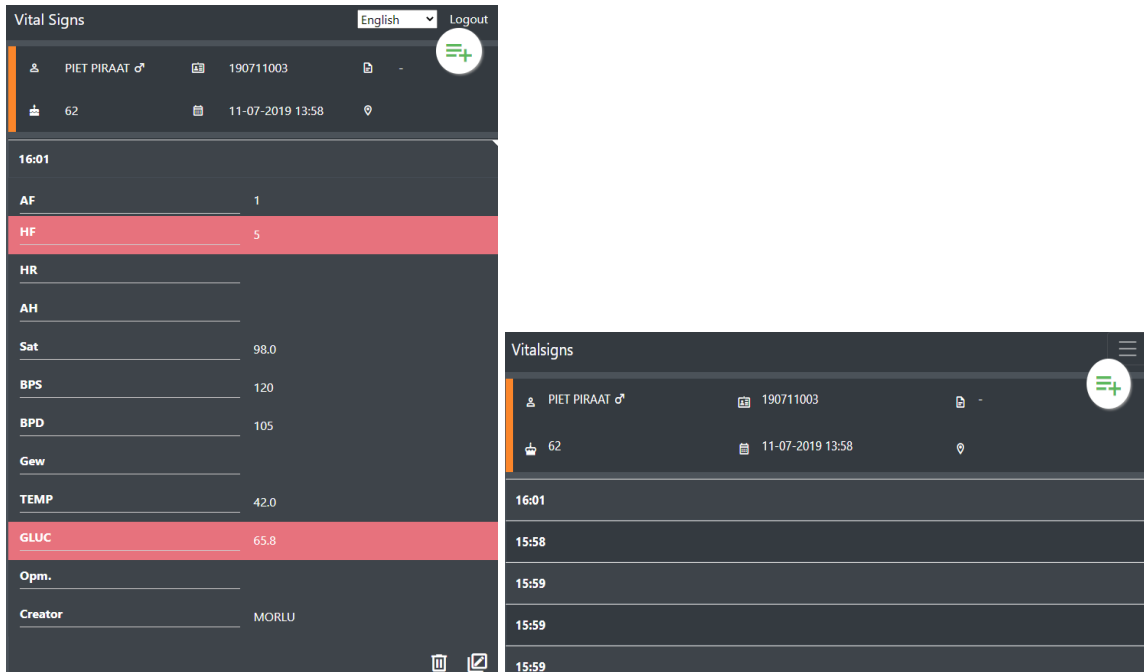 Vital Signs English Logout
PIET PIRAAT ♂ 190711003 -
62 11-07-2019 13:58
16:01
AF 1
HF 5
HR
AH
Sat 98.0
BPS 120
BPD 105
Gew
TEMP 42.0
GLUC 65.8
Opm.
Creator MORLU
Vitalsigns
PIET PIRAAT ♂ 190711003 -
62 11-07-2019 13:58
16:01
15:58
15:59
15:59
15:59